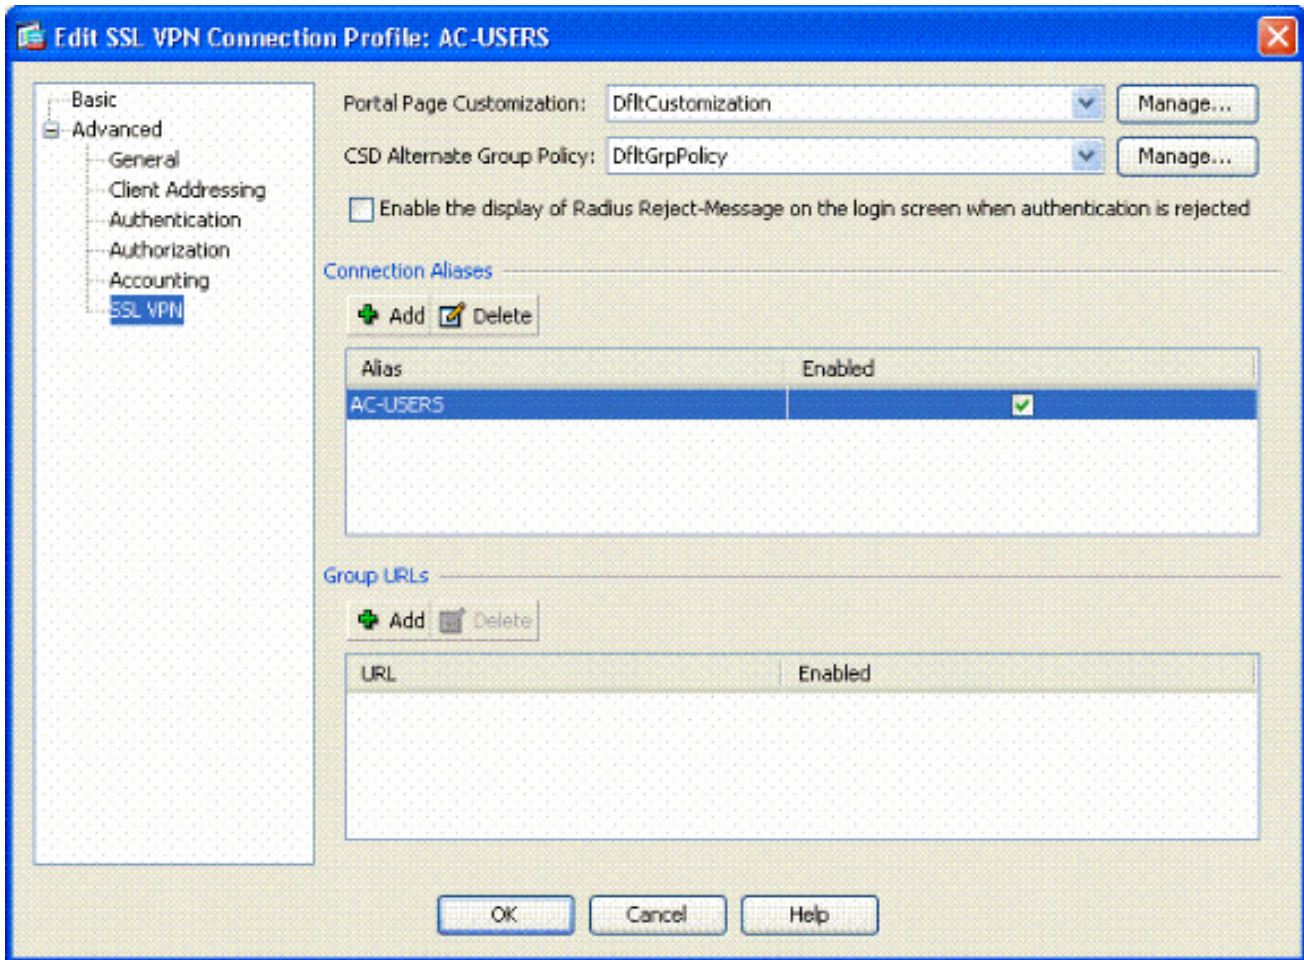 Edit SSL VPN Connection Profile: AC-USERS
Basic
Advanced
General
Client Addressing
Authentication
Authorization
Accounting
SSL VPN
Portal Page Customization: DfltCustomization Manage...
CSD Alternate Group Policy: DfltGrpPolicy Manage...
Enable the display of Radius Reject-Message on the login screen when authentication is rejected
Connection Aliases
Add Delete
Alias Enabled
AC-USERS
Group URLs
Add Delete
URL Enabled
OK Cancel Help